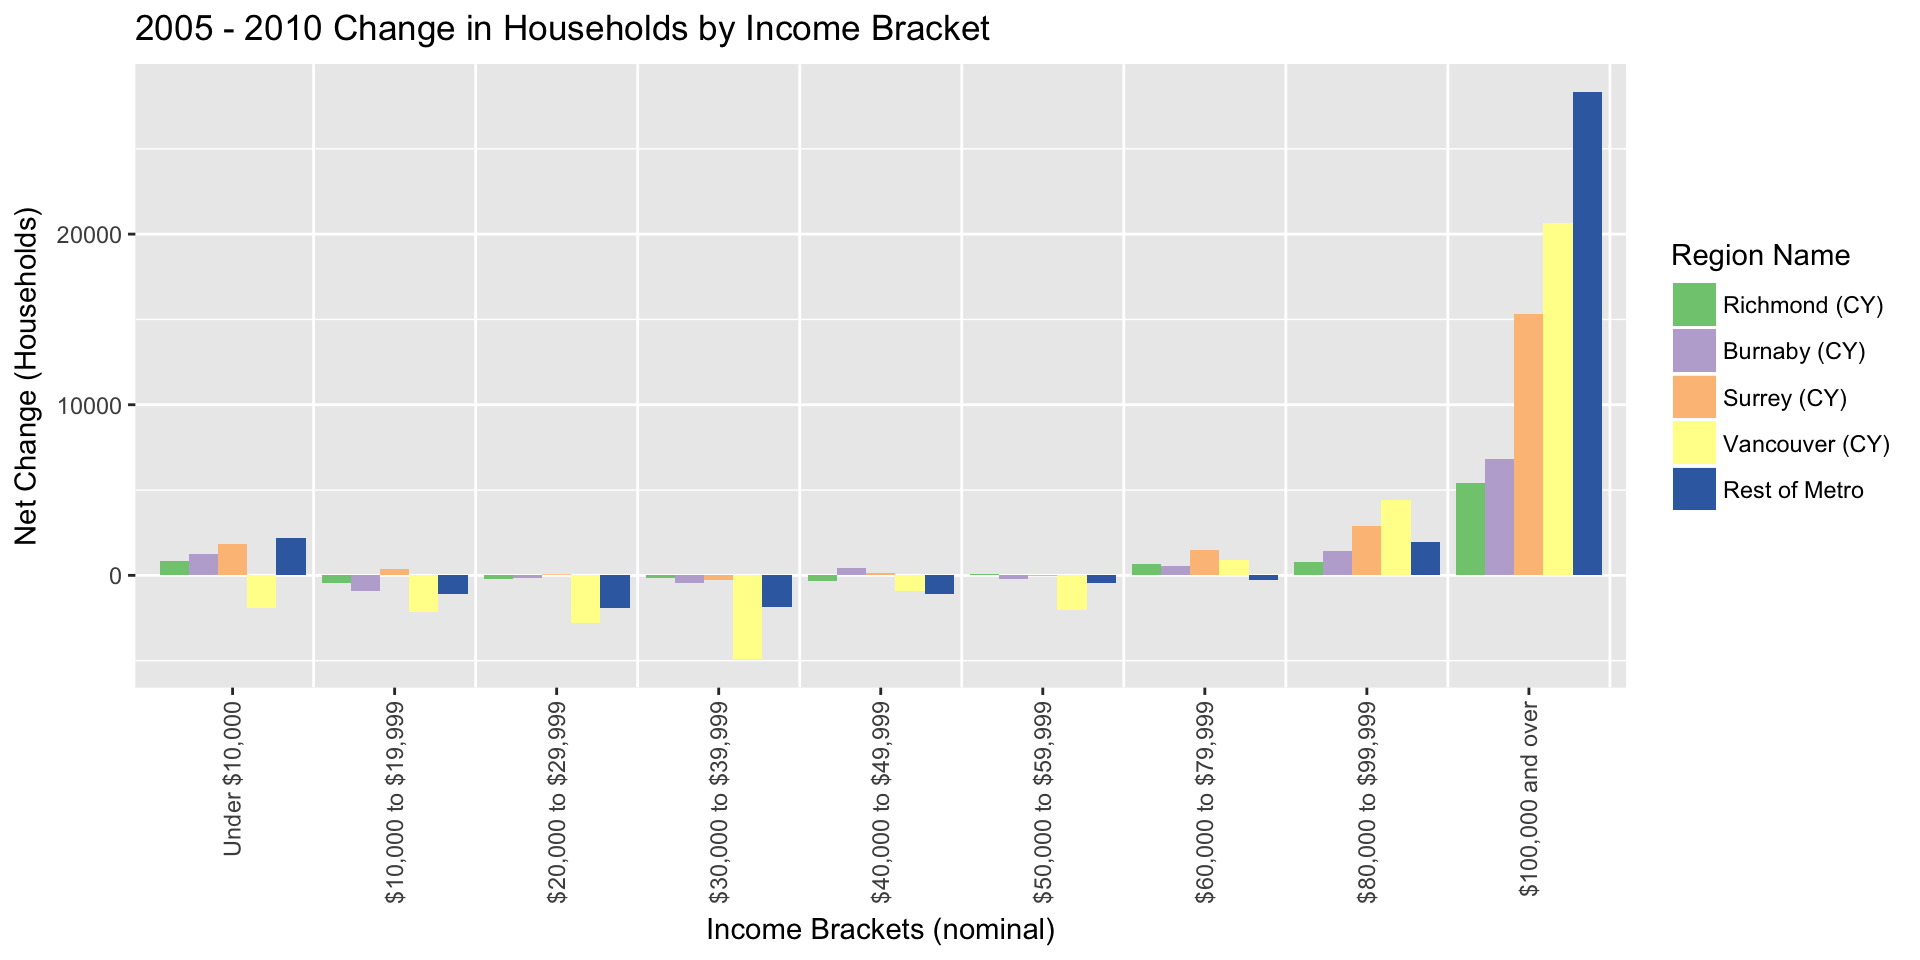 2005 - 2010 Change in Households by Income Bracket
Net Change (Households)
20000
10000
0
Under $10,000
$10,000 to $19,999
$20,000 to $29,999
$30,000 to $39,999
$40,000 to $49,999
$50,000 to $59,999
$60,000 to $79,999
$80,000 to $99,999
$100,000 and over
Income Brackets (nominal)
Region Name
Richmond (CY)
Burnaby (CY)
Surrey (CY)
Vancouver (CY)
Rest of Metro